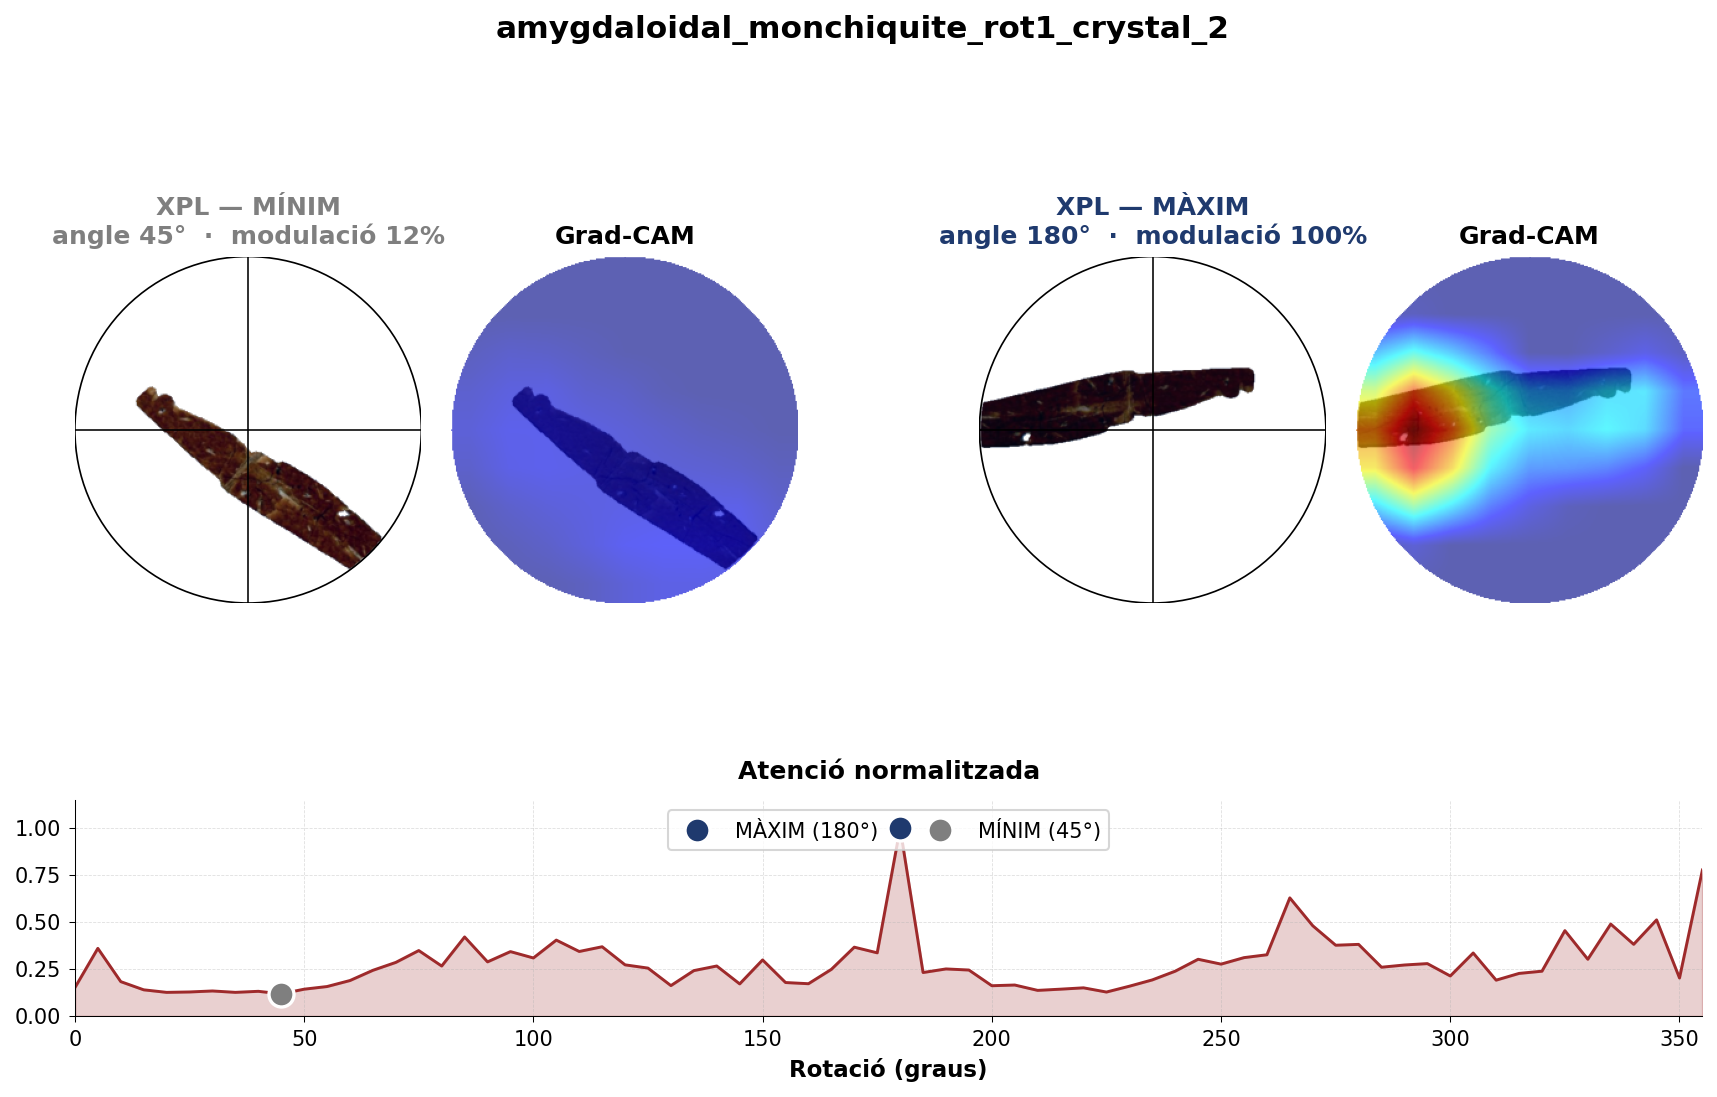 amygdaloidal_monchiquite_rot1_crystal_2
XPL — MÍNIM
angle 45° · modulació 12%
Grad-CAM
XPL — MÀXIM
angle 180° · modulació 100%
Grad-CAM
Atenció normalitzada
MÀXIM (180°)
MÍNIM (45°)
1.00
0.75
0.50
0.25
0.00
0 50 100 150 200 250 300 350
Rotació (graus)